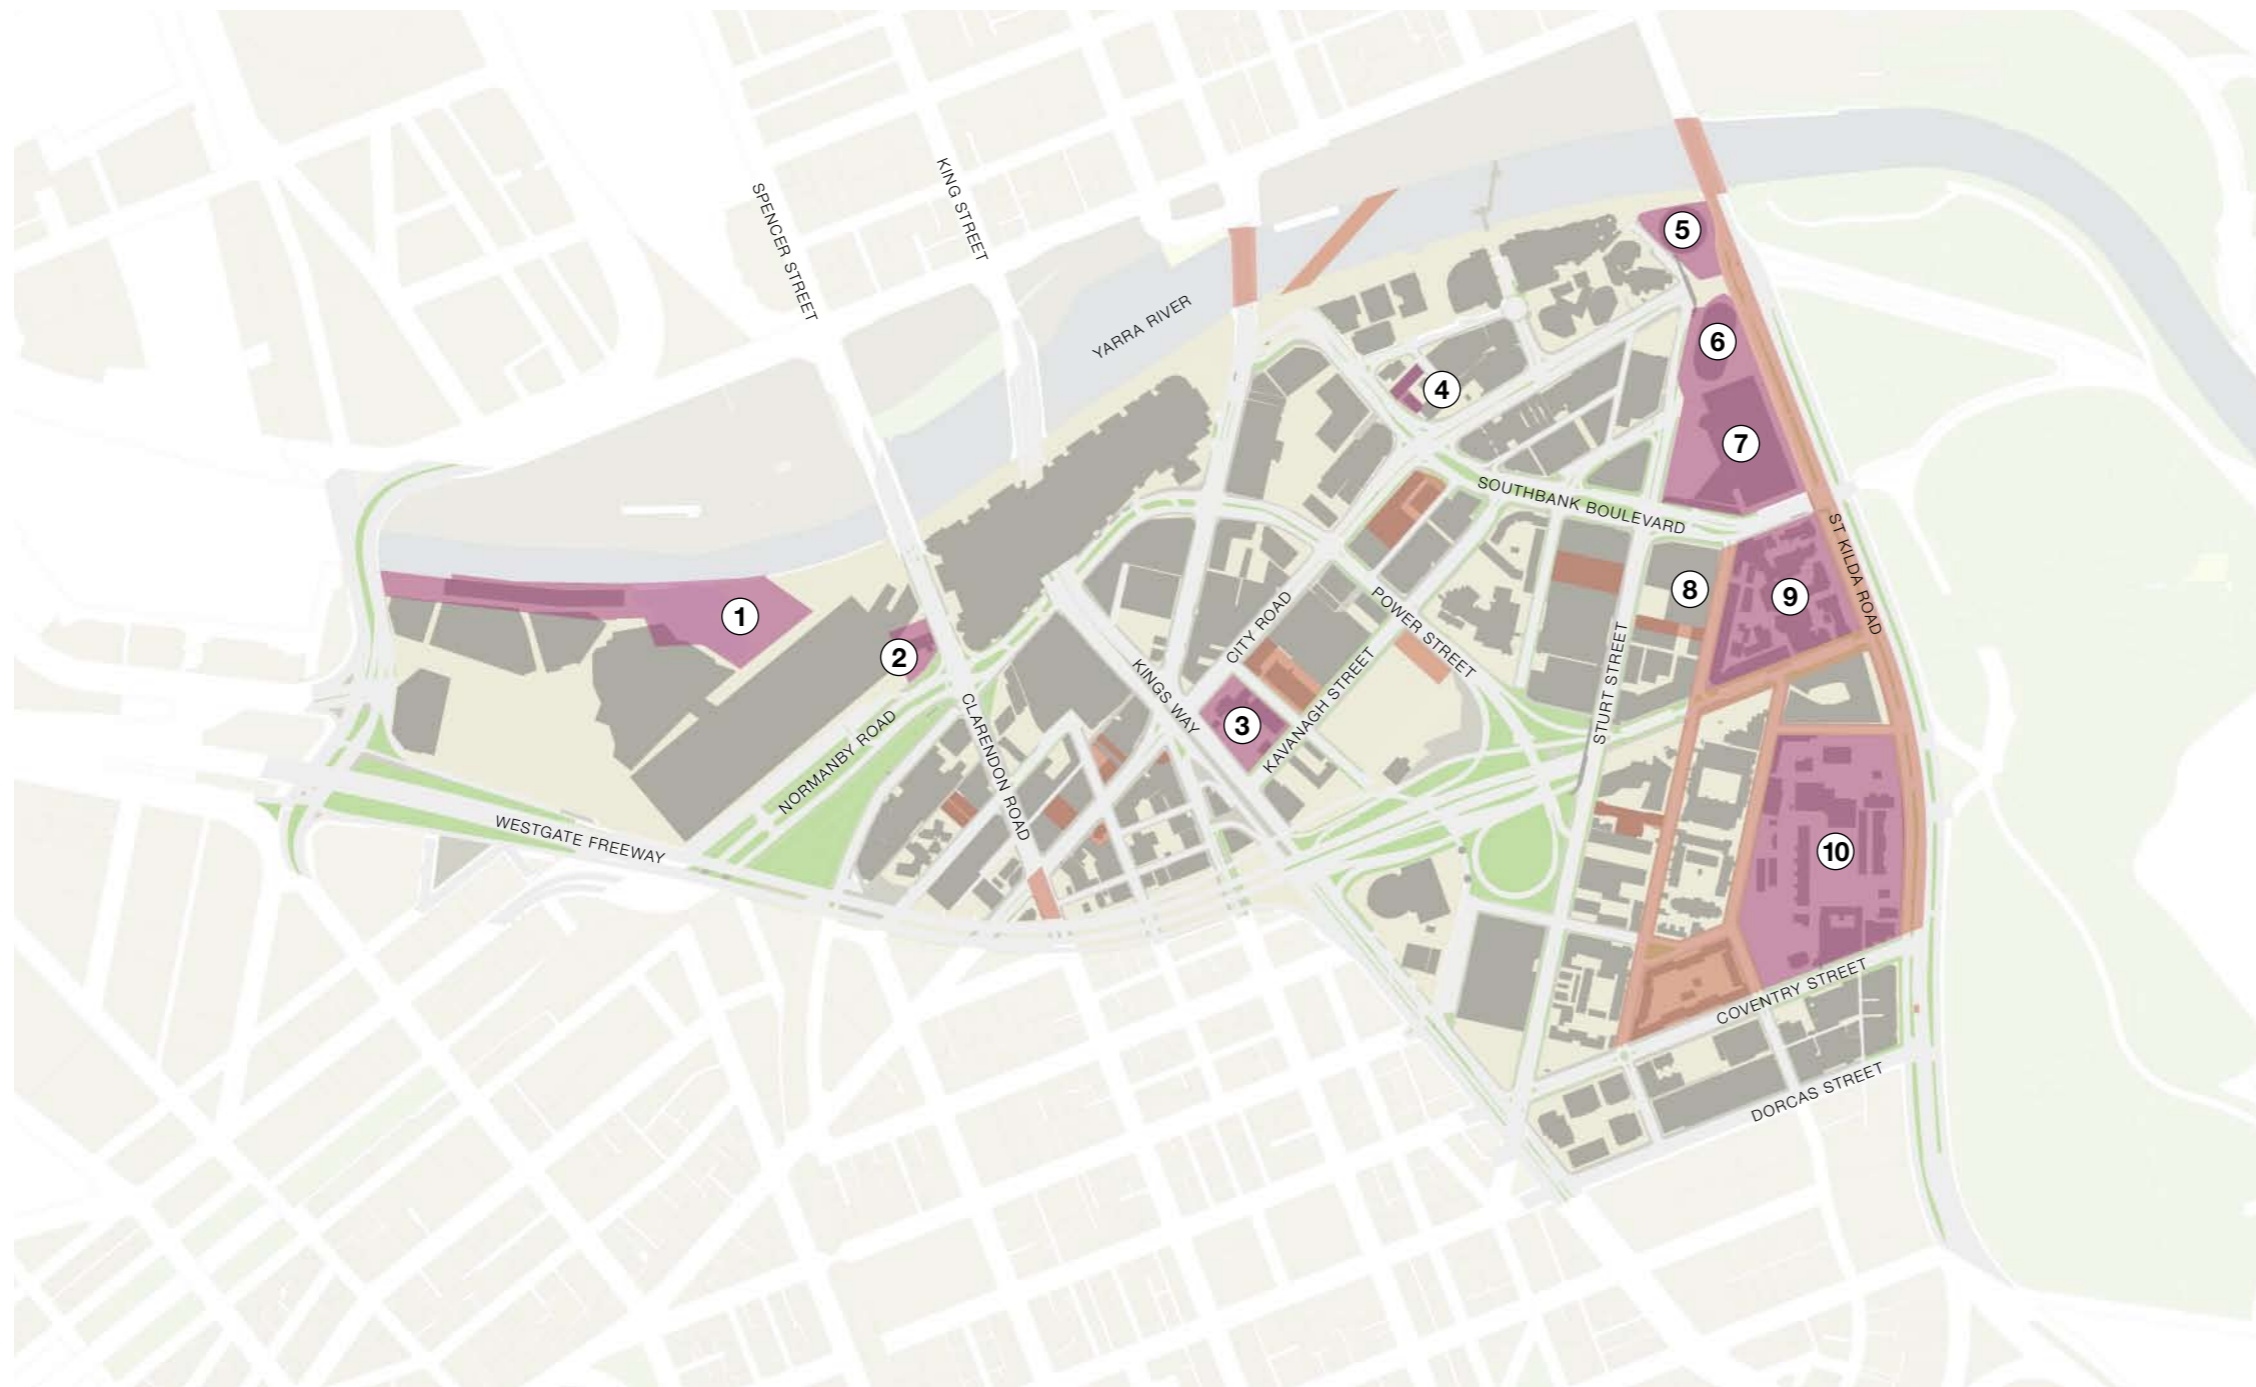 KING STREET
SPENCER STREET
5
YARRA RIVER
6
4
7
SOUTHBANK BOULEVARD
ST KILDA ROAD
8
9
1
POWER STREET
CITY ROAD
2
KINGS WAY
STURT STREET
KAVANAGH STREET
3
CLARENDON ROAD
NORMANBY ROAD
WESTGATE FREEWAY
10
COVENTRY STREET
DORCAS STREET